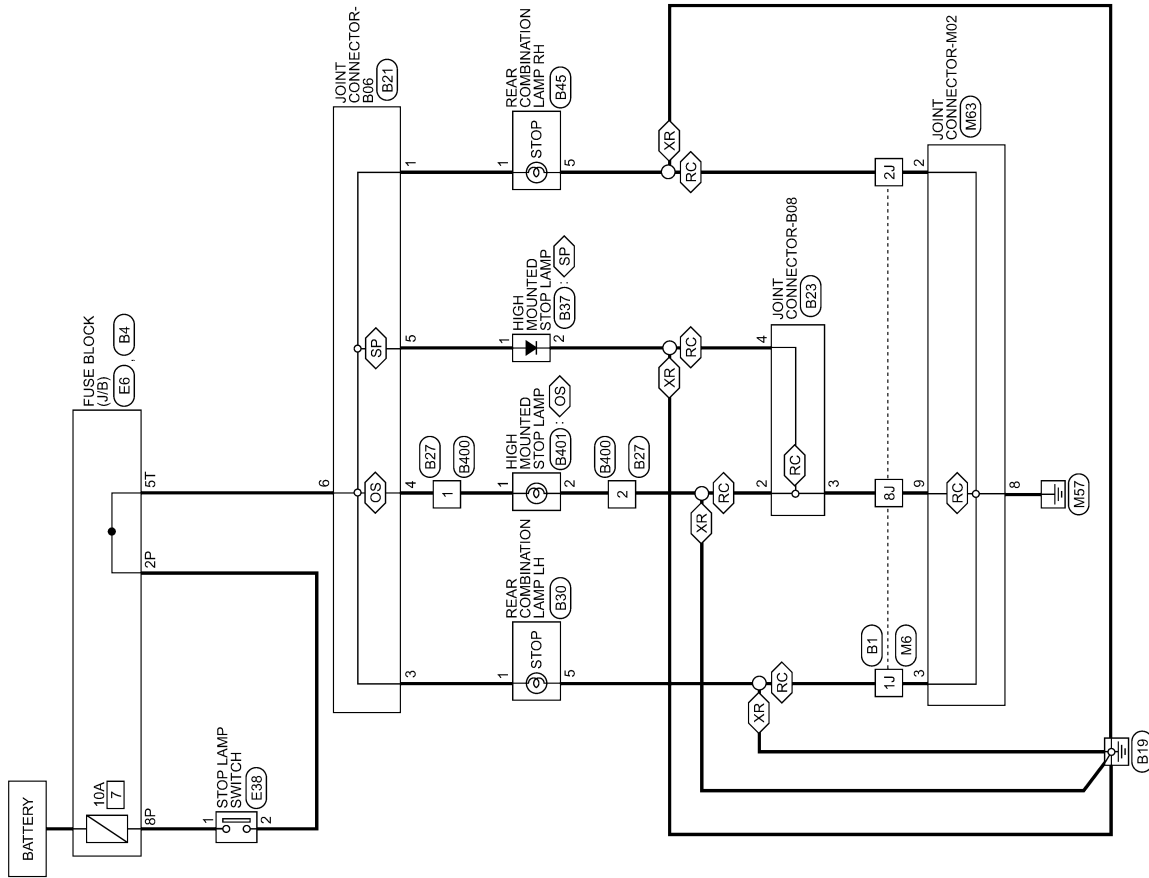 BATTERY
10A
7
FUSE BLOCK
(J/B)
E6 , B4
8P
2P
5T
1
STOP LAMP
SWITCH
E38
2
JOINT
CONNECTOR-
B06
B21
6
OS
SP
3
4
5
1
B27
B400
1
1
REAR
COMBINATION
LAMP LH
B30
STOP
5
1
HIGH
MOUNTED
STOP LAMP
B401 : OS
2
1
HIGH
MOUNTED
STOP LAMP
B37 : SP
2
1
REAR
COMBINATION
LAMP RH
B45
STOP
5
2
B400
B27
XR
RC
XR
RC
XR
RC
XR
RC
JOINT
CONNECTOR-B08
B23
2
4
RC
3
B1
M6
1J
8J
2J
3
9
2
JOINT
CONNECTOR-M02
M63
RC
8
M57
B19